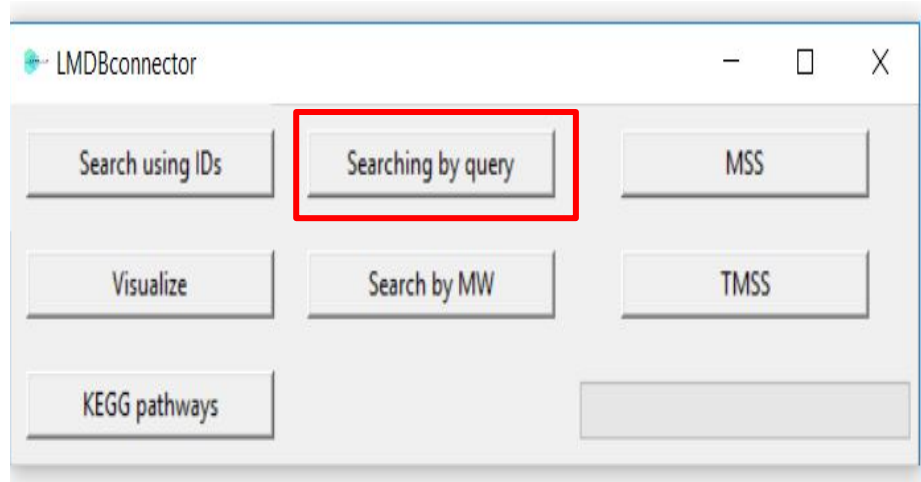 LMDBconnector
Search using IDs
Searching by query
MSS
Visualize
Search by MW
TMSS
KEGG pathways